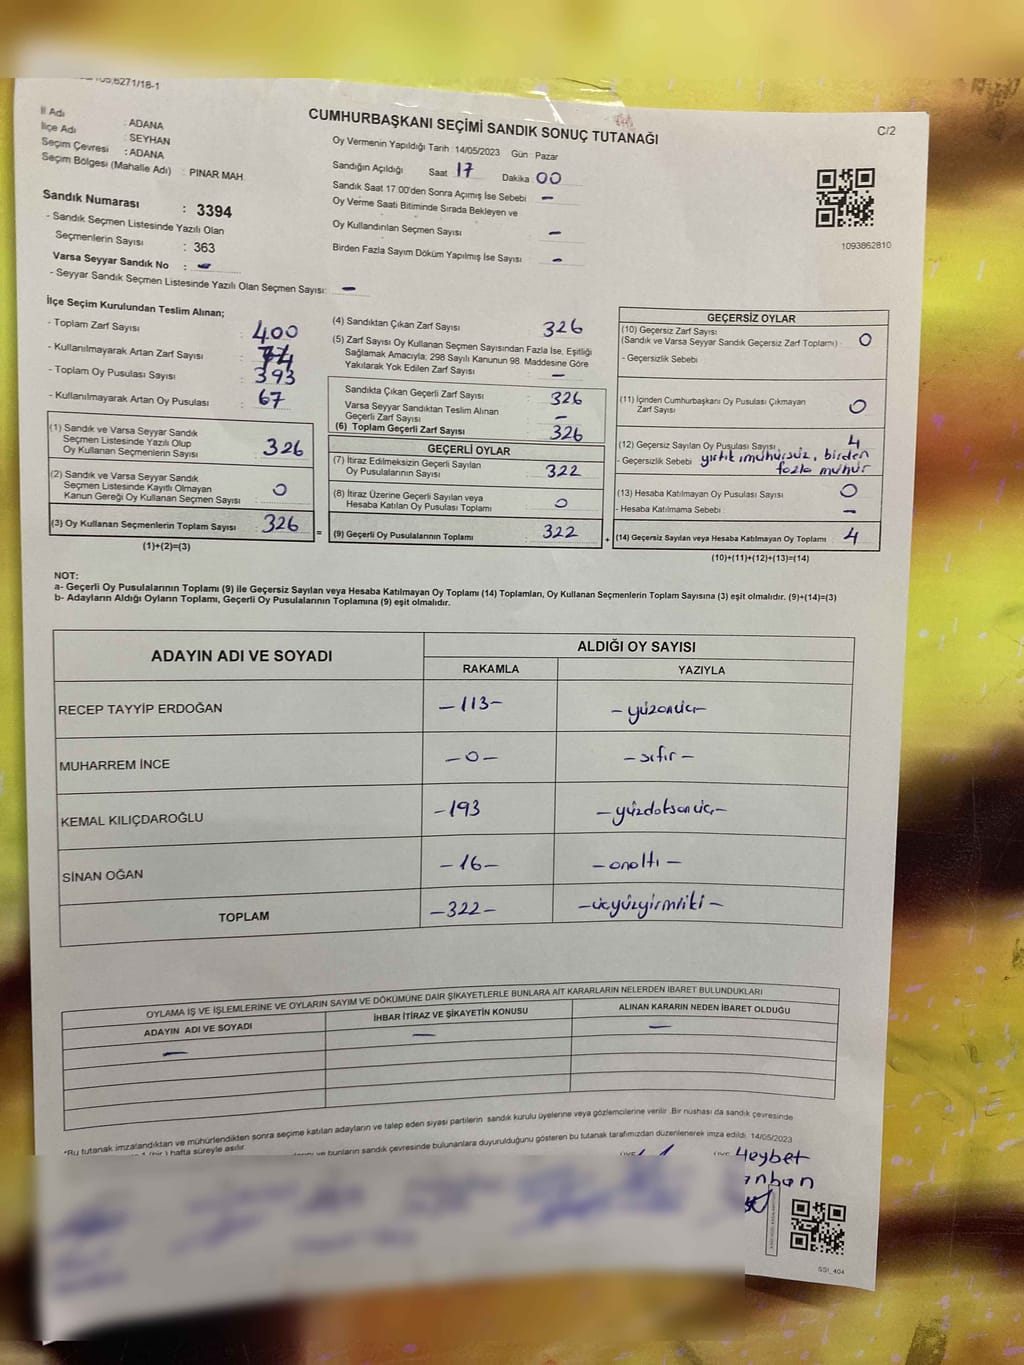 6271/18-1
CUMHURBAŞKANI SEÇİMİ SANDIK SONUÇ TUTANAĞI
C/2
İl Adı : ADANA
İlçe Adı : SEYHAN
Seçim Çevresi : ADANA
Seçim Bölgesi (Mahalle Adı) : PINAR MAH.
Sandık Numarası : 3394
- Sandık Seçmen Listesinde Yazılı Olan
Seçmenlerin Sayısı : 363
Varsa Seyyar Sandık No : -
- Seyyar Sandık Seçmen Listesinde Yazılı Olan Seçmen Sayısı: -
Oy Vermenin Yapıldığı Tarih 14/05/2023 Gün Pazar
Sandığın Açıldığı Saat 17 Dakika 00
Sandık Saat 17 00'den Sonra Açımış İse Sebebi -
Oy Verme Saati Bitiminde Sırada Bekleyen ve
Oy Kullandırılan Seçmen Sayısı -
Birden Fazla Sayım Döküm Yapılmış İse Sayısı : -
1093862810
İlçe Seçim Kurulundan Teslim Alınan;
- Toplam Zarf Sayısı : 400
- Kullanılmayarak Artan Zarf Sayısı : 74
- Toplam Oy Pusulası Sayısı : 393
- Kullanılmayarak Artan Oy Pusulası : 67
(1) Sandık ve Varsa Seyyar Sandık
Seçmen Listesinde Yazılı Olup
Oy Kullanan Seçmenlerin Sayısı : 326
(2) Sandık ve Varsa Seyyar Sandık
Seçmen Listesinde Kayıtlı Olmayan
Kanun Gereği Oy Kullanan Seçmen Sayısı : 0
(3) Oy Kullanan Seçmenlerin Toplam Sayısı : 326
(1)+(2)=(3)
(4) Sandıktan Çıkan Zarf Sayısı : 326
(5) Zarf Sayısı Oy Kullanan Seçmen Sayısından Fazla İse, Eşitliği
Sağlamak Amacıyla; 298 Sayılı Kanunun 98. Maddesine Göre
Yakılarak Yok Edilen Zarf Sayısı : -
Sandıkta Çıkan Geçerli Zarf Sayısı : 326
Varsa Seyyar Sandıktan Teslim Alınan
Geçerli Zarf Sayısı : -
(6) Toplam Geçerli Zarf Sayısı : 326
GEÇERLİ OYLAR
(7) İtiraz Edilmeksizin Geçerli Sayılan
Oy Pusulalarının Sayısı : 322
(8) İtiraz Üzerine Geçerli Sayılan veya
Hesaba Katılan Oy Pusulası Toplamı : 0
= (9) Geçerli Oy Pusulalarının Toplamı : 322
GEÇERSİZ OYLAR
(10) Geçersiz Zarf Sayısı
(Sandık ve Varsa Seyyar Sandık Geçersiz Zarf Toplamı) : 0
- Geçersizlik Sebebi :
(11) İçinden Cumhurbaşkanı Oy Pusulası Çıkmayan
Zarf Sayısı : 0
(12) Geçersiz Sayılan Oy Pusulası Sayısı : 4
- Geçersizlik Sebebi yırtık, mühürsüz, birden
fazla mühür
(13) Hesaba Katılmayan Oy Pusulası Sayısı : 0
- Hesaba Katılmama Sebebi : -
+ (14) Geçersiz Sayılan veya Hesaba Katılmayan Oy Toplamı : 4
(10)+(11)+(12)+(13)=(14)
NOT:
a- Geçerli Oy Pusulalarının Toplamı (9) ile Geçersiz Sayılan veya Hesaba Katılmayan Oy Toplamı (14) Toplamları, Oy Kullanan Seçmenlerin Toplam Sayısına (3) eşit olmalıdır. (9)+(14)=(3)
b- Adayların Aldığı Oyların Toplamı, Geçerli Oy Pusulalarının Toplamına (9) eşit olmalıdır.
ADAYIN ADI VE SOYADI ALDIĞI OY SAYISI
RAKAMLA YAZIYLA
RECEP TAYYİP ERDOĞAN -113- -yüzonüç-
MUHARREM İNCE -0- -sıfır-
KEMAL KILIÇDAROĞLU -193 -yüzdoksanüç-
SİNAN OĞAN -16- -onaltı-
TOPLAM -322- -üçyüzyirmiiki-
OYLAMA İŞ VE İŞLEMLERİNE VE OYLARIN SAYIM VE DÖKÜMÜNE DAİR ŞİKAYETLERLE BUNLARA AİT KARARLARIN NELERDEN İBARET BULUNDUKLARI
ADAYIN ADI VE SOYADI İHBAR İTİRAZ VE ŞİKAYETİN KONUSU ALINAN KARARIN NEDEN İBARET OLDUĞU
- - -
*Bu tutanak imzalandıktan ve mühürlendikten sonra seçime katılan adayların ve talep eden siyasi partilerin sandık kurulu üyelerine veya gözlemcilerine verilir. Bir nüshası da sandık çevresinde
1 (bir) hafta süreyle asılır.
ve bunların sandık çevresinde bulunanlara duyurulduğunu gösteren bu tutanak tarafımızdan düzenlenerek imza edildi. 14/05/2023
Heybet
SSI_404